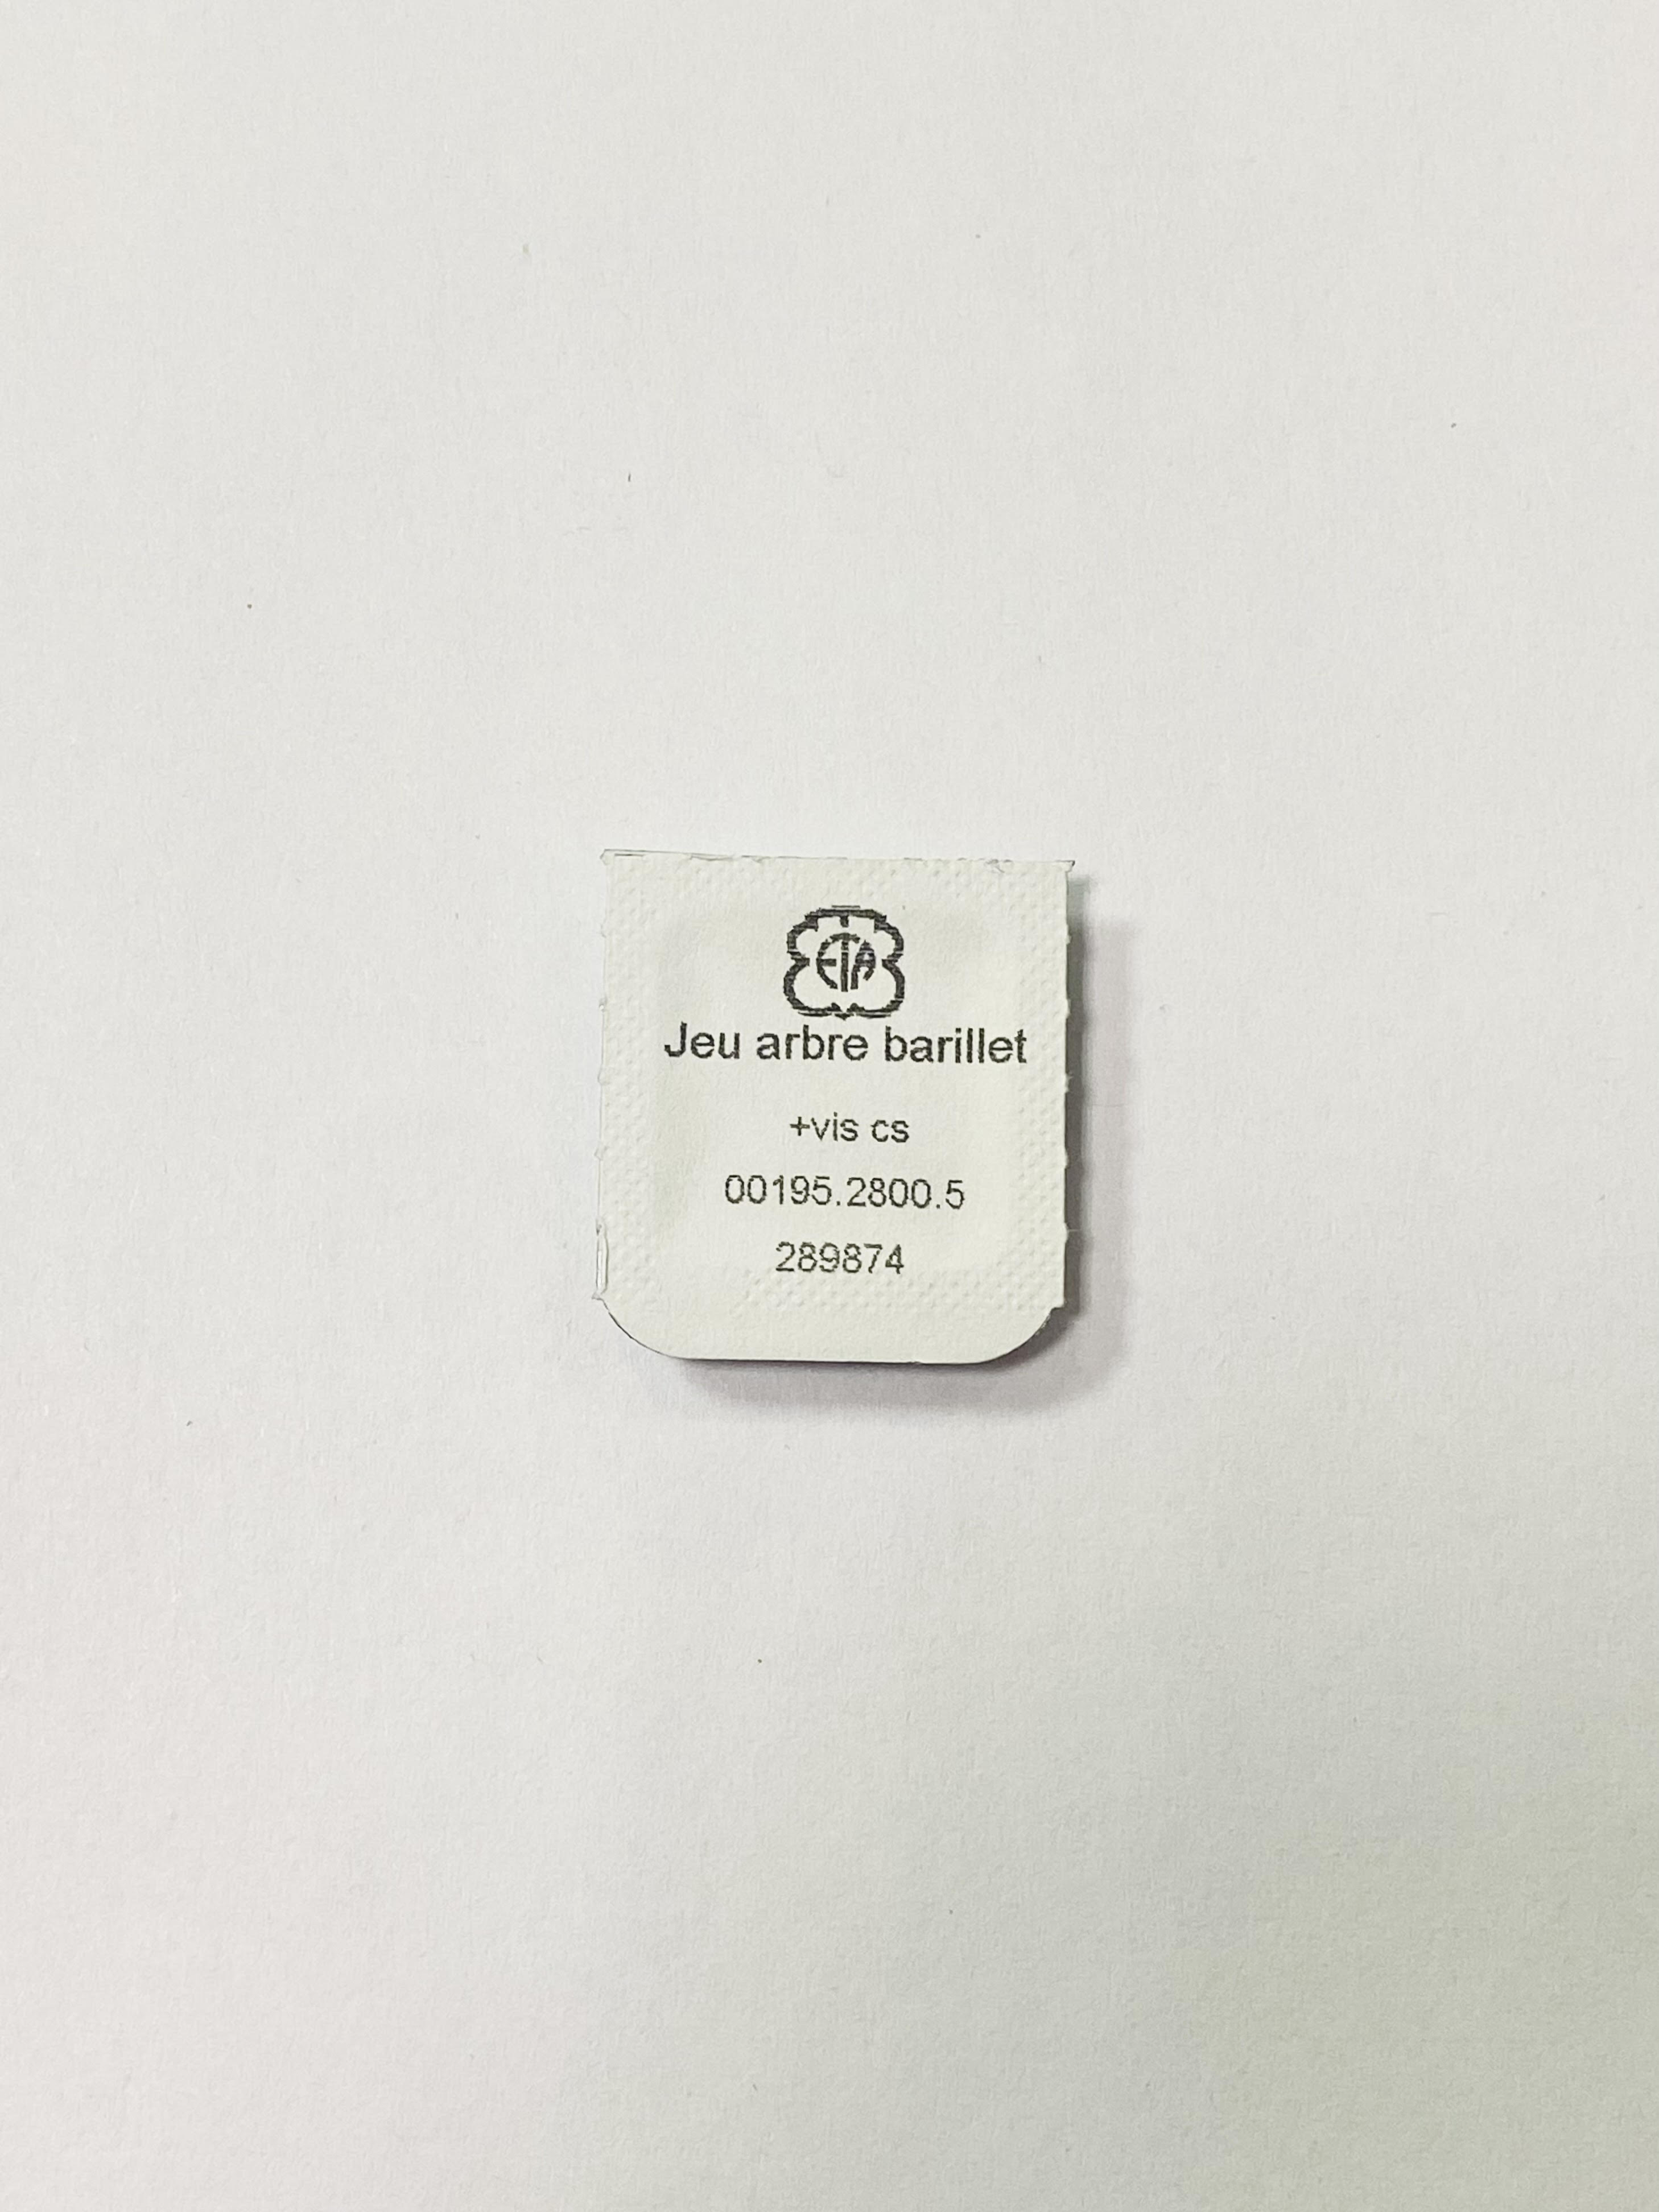 ETA
Jeu arbre barillet
+vis cs
00195.2800.5
289874